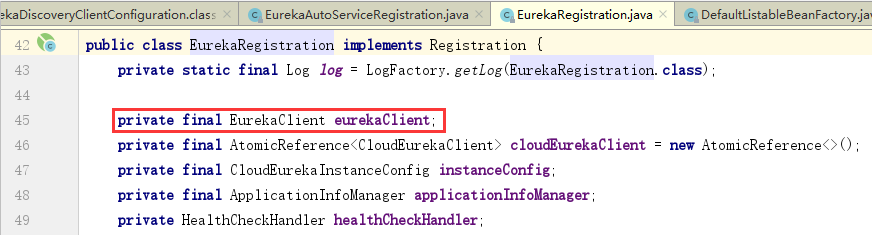 ekaDiscoveryClientConfiguration.class
EurekaAutoServiceRegistration.java
EurekaRegistration.java
DefaultListableBeanFactory.jav
42 public class EurekaRegistration implements Registration {
43 private static final Log log = LogFactory.getLog(EurekaRegistration.class);
44
45 private final EurekaClient eurekaClient;
46 private final AtomicReference<CloudEurekaClient> cloudEurekaClient = new AtomicReference<>();
47 private final CloudEurekaInstanceConfig instanceConfig;
48 private final ApplicationInfoManager applicationInfoManager;
49 private HealthCheckHandler healthCheckHandler;